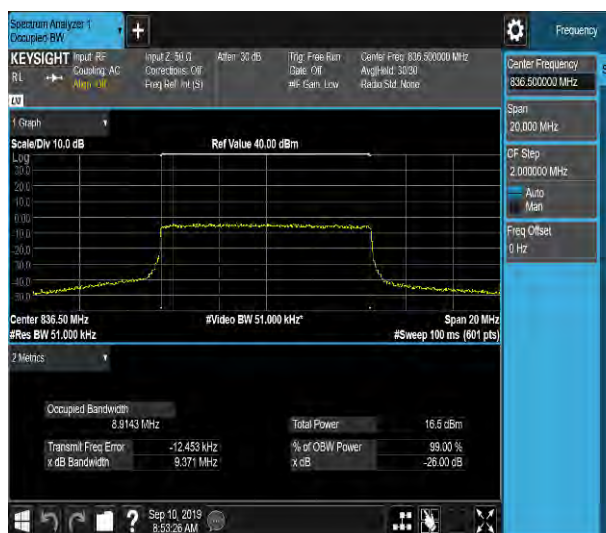 Spectrum Analyzer 1
Occupied BW
+
Frequency
KEYSIGHT
RL
Input: RF
Coupling: AC
Align: Off
Input Z: 50 Ω
Corrections: Off
Freq Ref: Int (S)
Atten: 30 dB
Trig: Free Run
Gate: Off
#IF Gain: Low
Center Freq: 836.500000 MHz
Avg|Hold: 30/30
Radio Std: None
LW
1 Graph
Scale/Div 10.0 dB
Ref Value 40.00 dBm
Log
30.0
20.0
10.0
0.00
-10.0
-20.0
-30.0
-40.0
-50.0
Center 836.50 MHz
#Video BW 51.000 kHz*
Span 20 MHz
#Res BW 51.000 kHz
#Sweep 100 ms (601 pts)
2 Metrics
Occupied Bandwidth
8.9143 MHz
Total Power
16.5 dBm
Transmit Freq Error
-12.453 kHz
% of OBW Power
99.00 %
x dB Bandwidth
9.371 MHz
x dB
-26.00 dB
Center Frequency
836.500000 MHz
Span
20.000 MHz
CF Step
2.000000 MHz
Auto
Man
Freq Offset
0 Hz
?
Sep 10, 2019
8:53:26 AM